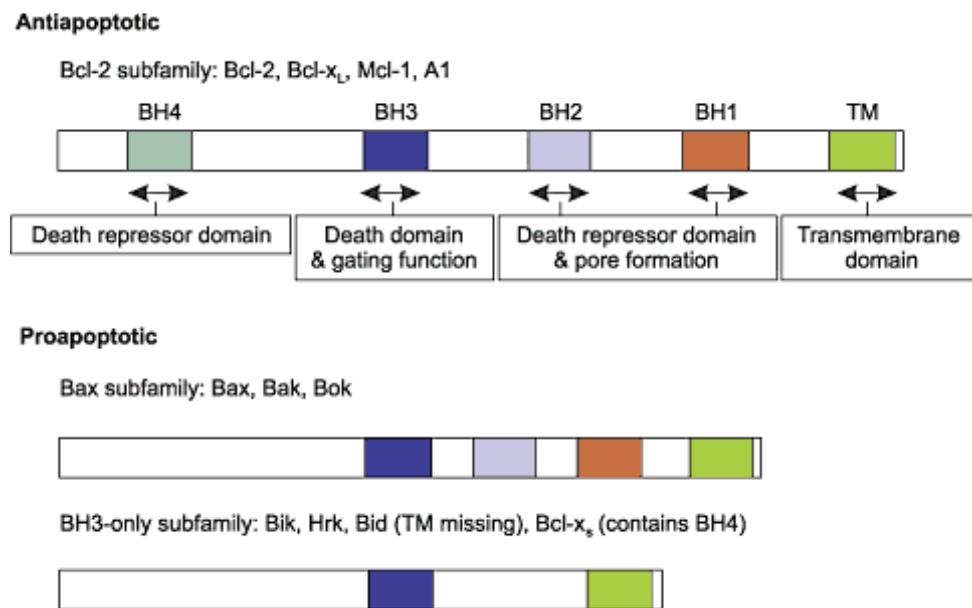 Antiapoptotic
Bcl-2 subfamily: Bcl-2, Bcl-xL, Mcl-1, A1
BH4 BH3 BH2 BH1 TM
Death repressor domain
Death domain & gating function
Death repressor domain & pore formation
Transmembrane domain
Proapoptotic
Bax subfamily: Bax, Bak, Bok
BH3-only subfamily: Bik, Hrk, Bid (TM missing), Bcl-xs (contains BH4)